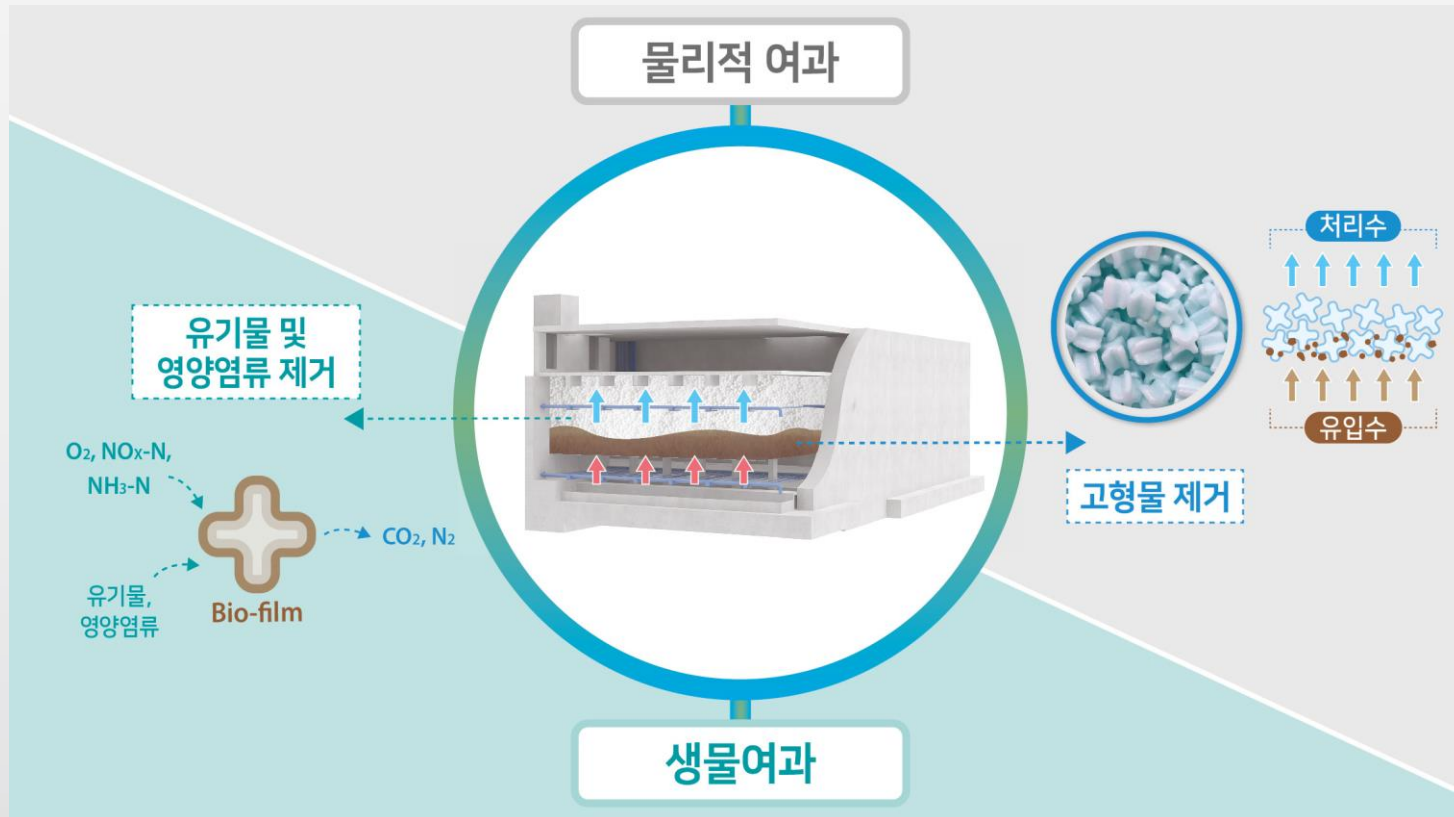 물리적 여과
처리수
유기물 및
영양염류 제거
유입수
O₂, NOx-N,
NH₃-N
고형물 제거
CO₂, N₂
유기물,
영양염류
Bio-film
생물여과